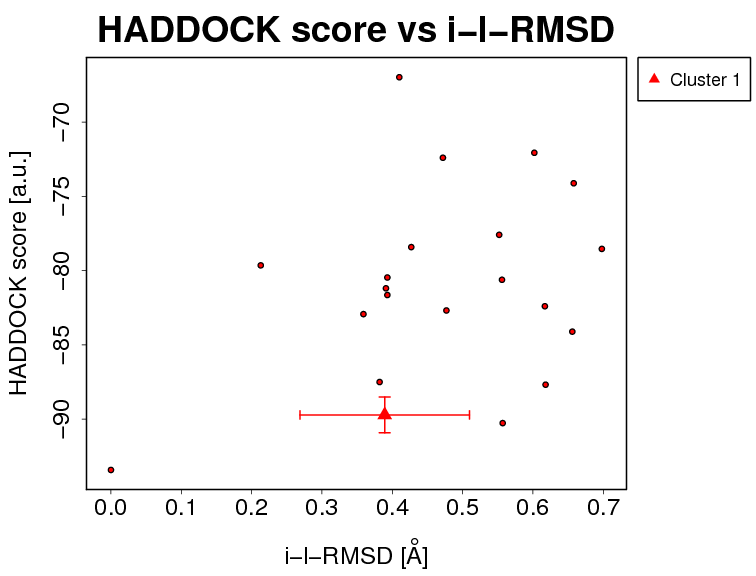 HADDOCK score vs i–l–RMSD
Cluster 1
HADDOCK score [a.u.]
–70
–75
–80
–85
–90
0.0 0.1 0.2 0.3 0.4 0.5 0.6 0.7
i–l–RMSD [Å]